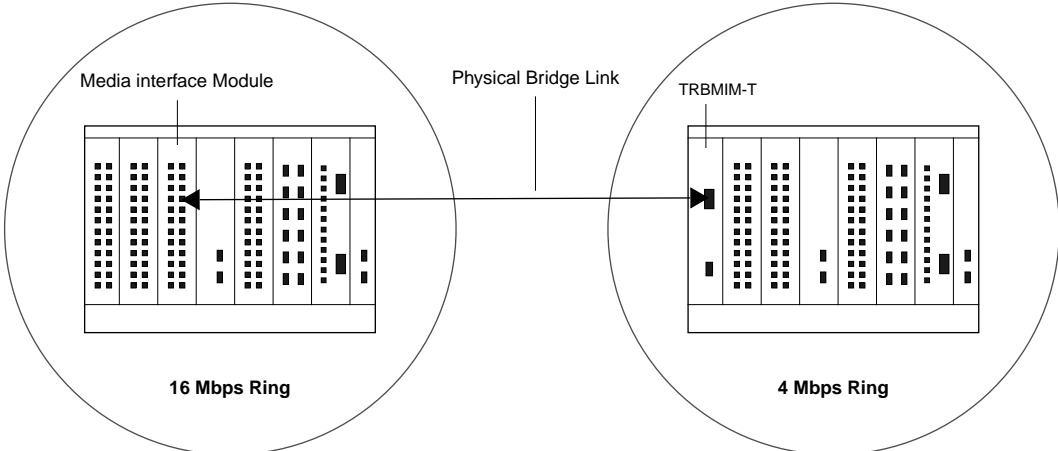 Media interface Module
Physical Bridge Link
TRBMIM-T
16 Mbps Ring
4 Mbps Ring